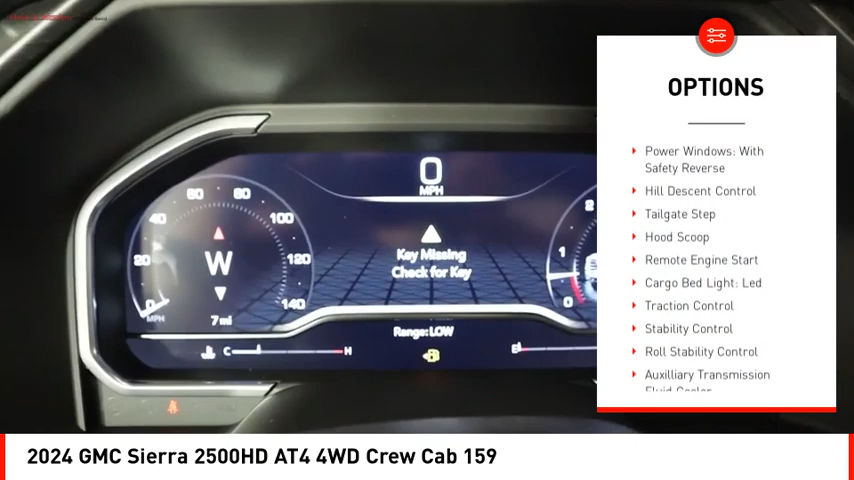 OPTIONS
Power Windows: With
Safety Reverse
Hill Descent Control
Tailgate Step
Hood Scoop
Remote Engine Start
Cargo Bed Light: Led
Traction Control
Stability Control
Roll Stability Control
Auxilliary Transmission
Fluid Cooler
0
MPH
60 80
40 100
20 120
0 140
MPH
W
7 mi
Key Missing
Check for Key
2
1
0
Range: LOW
C H
E
2024 GMC Sierra 2500HD AT4 4WD Crew Cab 159